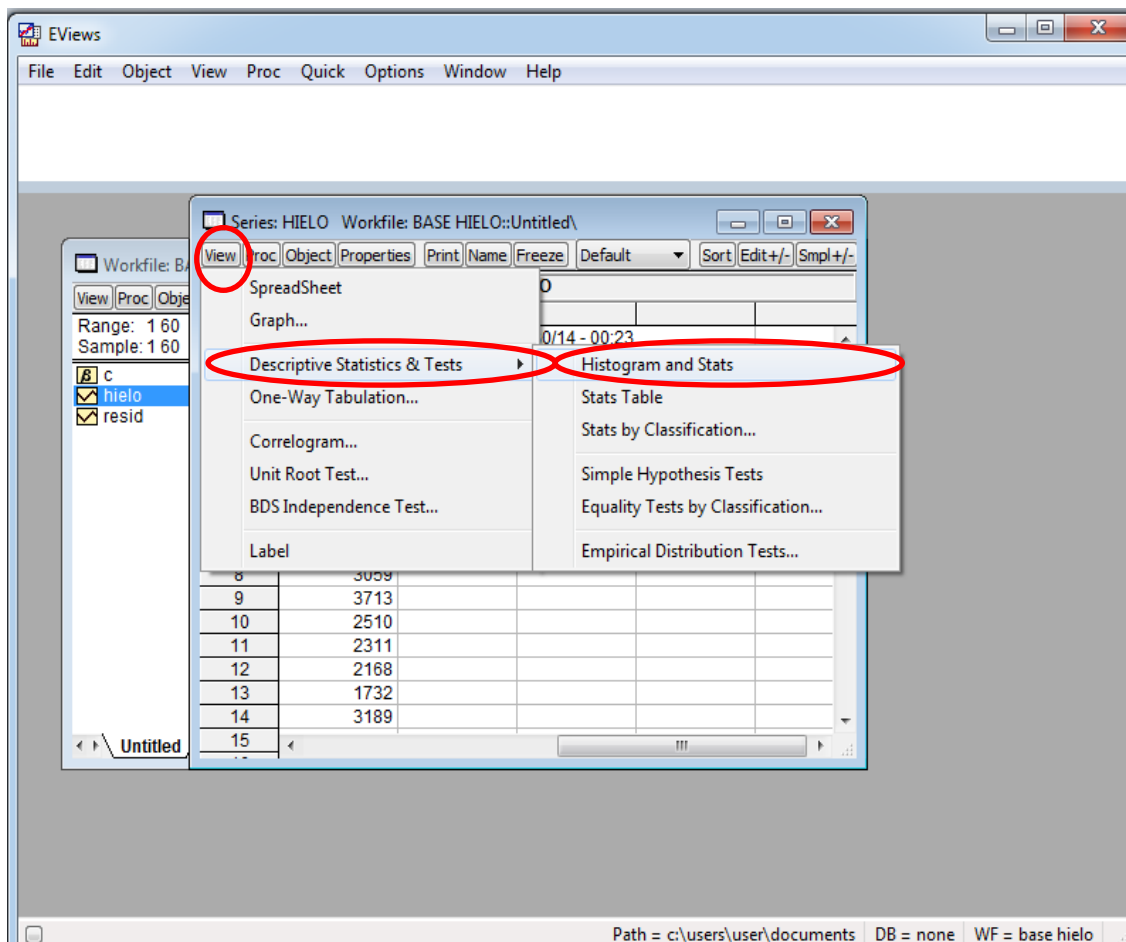 EViews
File Edit Object View Proc Quick Options Window Help
Series: HIELO Workfile: BASE HIELO::Untitled\
View Proc Object Properties Print Name Freeze Default Sort Edit+/- Smpl+/-
Workfile: BA
View Proc Obje
Range: 1 60
Sample: 1 60
c
hielo
resid
Untitled
SpreadSheet
Graph...
Descriptive Statistics & Tests
One-Way Tabulation...
Correlogram...
Unit Root Test...
BDS Independence Test...
Label
O
0/14 - 00:23
Histogram and Stats
Stats Table
Stats by Classification...
Simple Hypothesis Tests
Equality Tests by Classification...
Empirical Distribution Tests...
8 3059
9 3713
10 2510
11 2311
12 2168
13 1732
14 3189
15
Path = c:\users\user\documents DB = none WF = base hielo